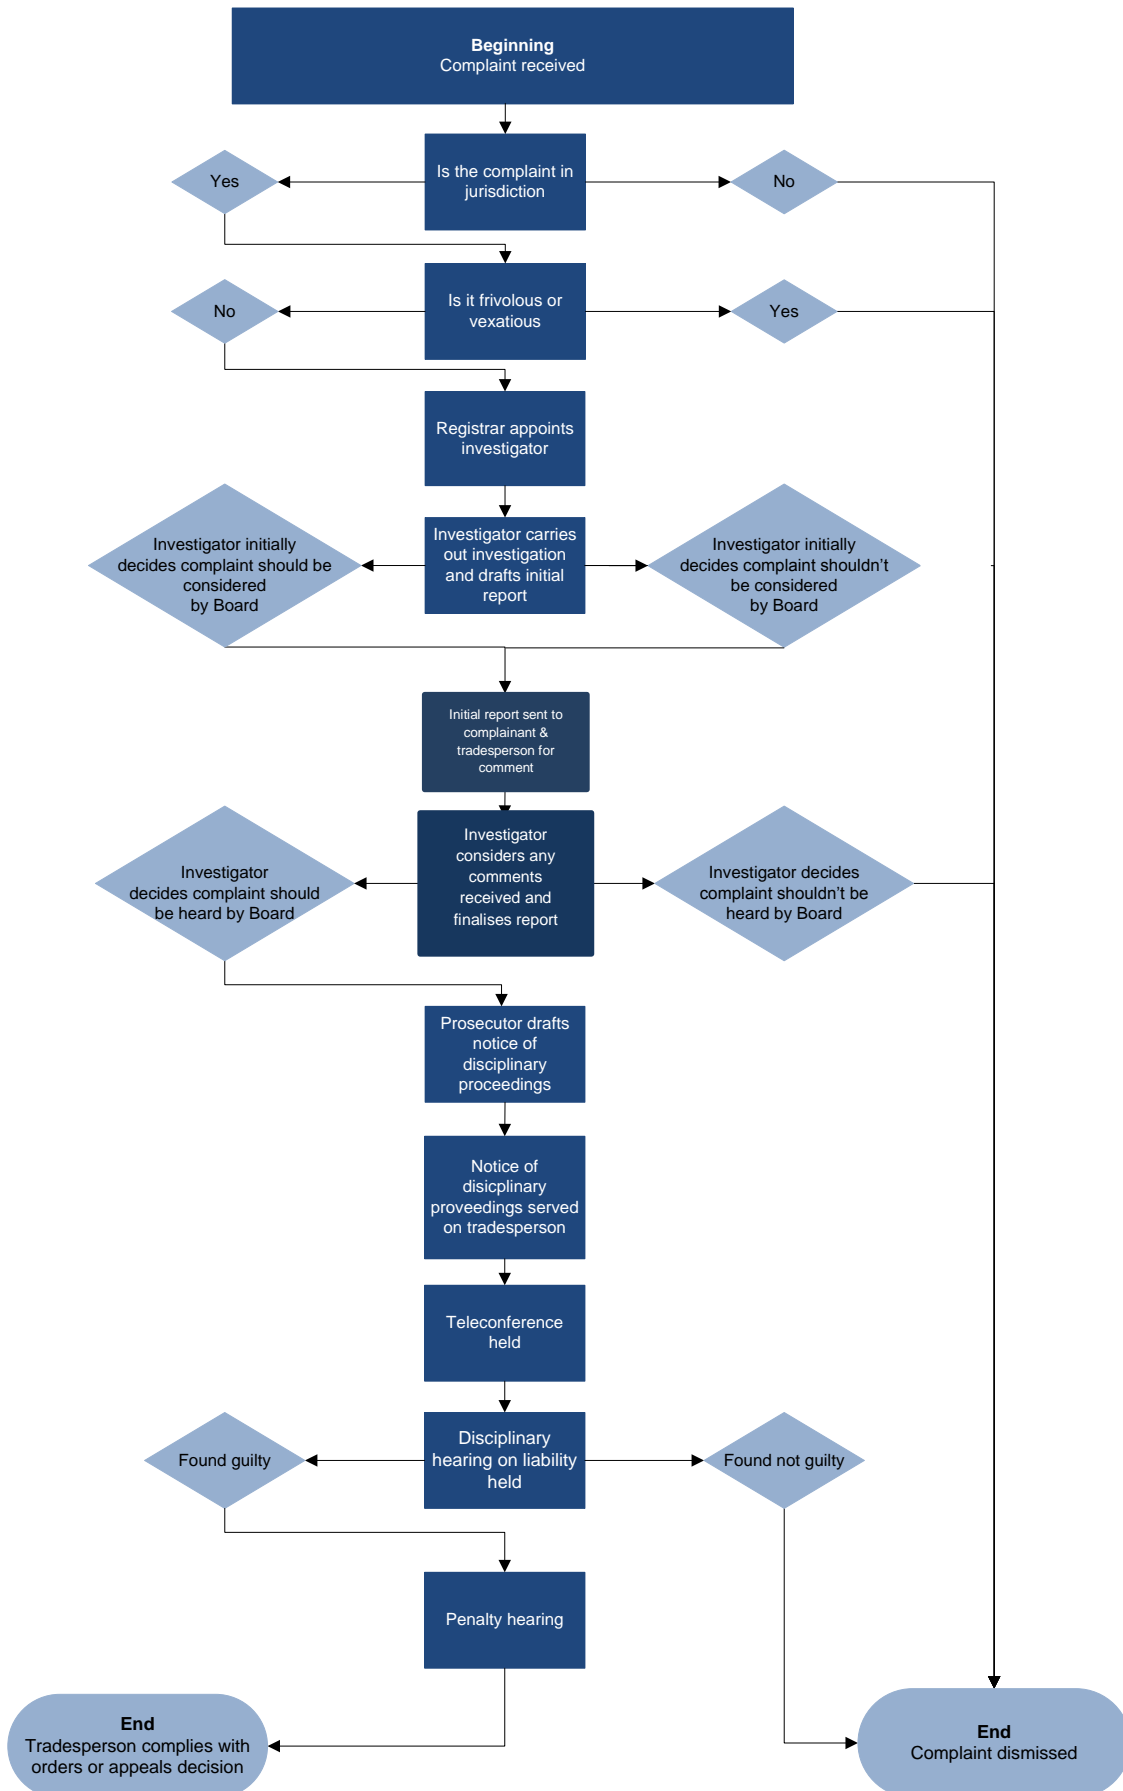 Beginning
Complaint received
Yes
Is the complaint in
jurisdiction
No
No
Is it frivolous or
vexatious
Yes
Registrar appoints
investigator
Investigator initially
decides complaint should be
considered
by Board
Investigator carries
out investigation
and drafts initial
report
Investigator initially
decides complaint shouldn't
be considered
by Board
Initial report sent to
complainant &
tradesperson for
comment
Investigator
decides complaint should
be heard by Board
Investigator
considers any
comments
received and
finalises report
Investigator decides
complaint shouldn't be
heard by Board
Prosecutor drafts
notice of
disciplinary
proceedings
Notice of
disicplinary
proveedings served
on tradesperson
Teleconference
held
Found guilty
Disciplinary
hearing on liability
held
Found not guilty
Penalty hearing
End
Tradesperson complies with
orders or appeals decision
End
Complaint dismissed